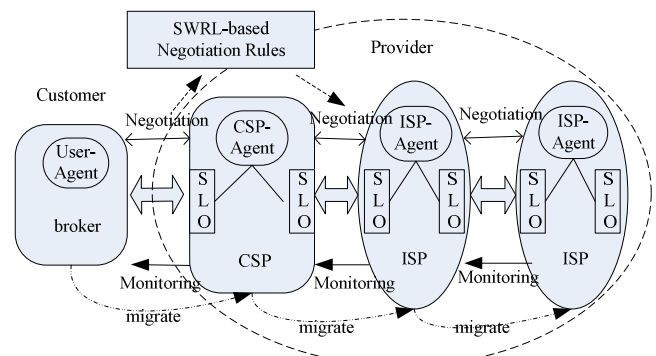 SWRL-based
Negotiation Rules
Provider
Customer
Negotiation
Negotiation
Negotiation
User-
Agent
CSP-
Agent
ISP-
Agent
ISP-
Agent
S
L
O
S
L
O
S
L
O
S
L
O
S
L
O
S
L
O
broker
CSP
ISP
ISP
Monitoring
Monitoring
Monitoring
migrate
migrate
migrate